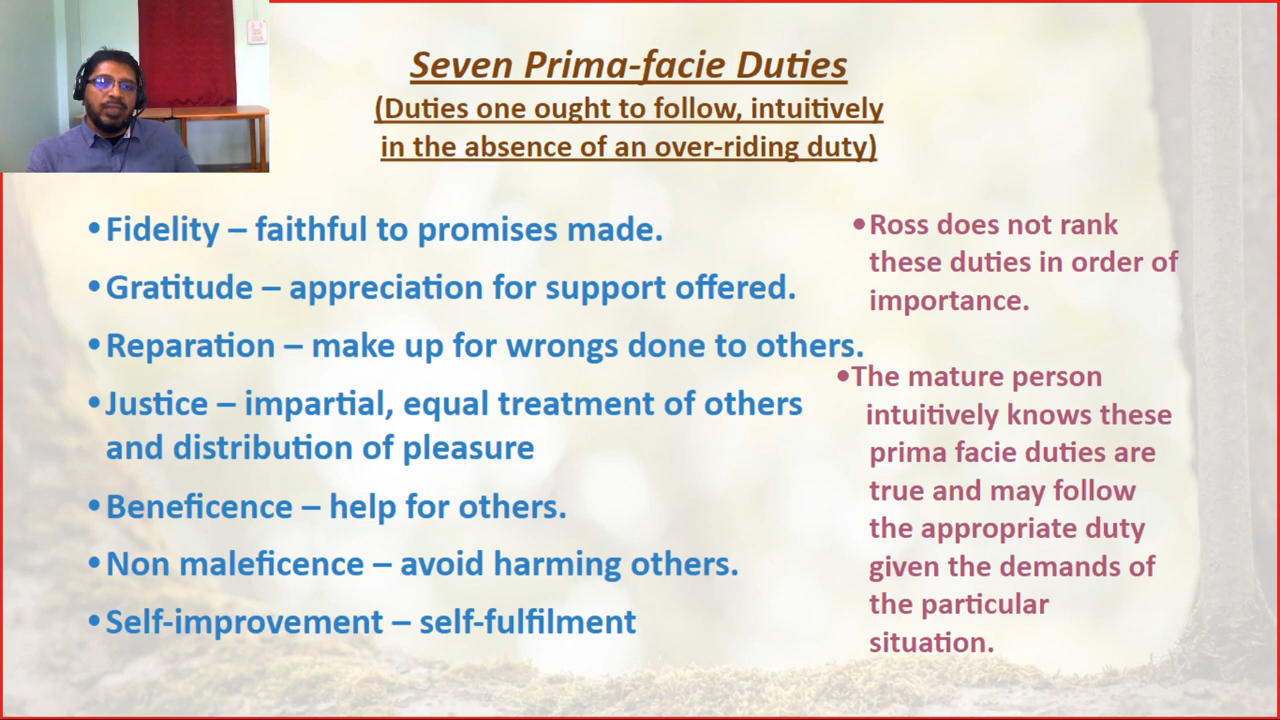 Seven Prima-facie Duties
(Duties one ought to follow, intuitively
in the absence of an over-riding duty)
•Fidelity – faithful to promises made.
•Gratitude – appreciation for support offered.
•Reparation – make up for wrongs done to others.
•Justice – impartial, equal treatment of others
and distribution of pleasure
•Beneficence – help for others.
•Non maleficence – avoid harming others.
•Self-improvement – self-fulfilment
•Ross does not rank
these duties in order of
importance.
•The mature person
intuitively knows these
prima facie duties are
true and may follow
the appropriate duty
given the demands of
the particular
situation.